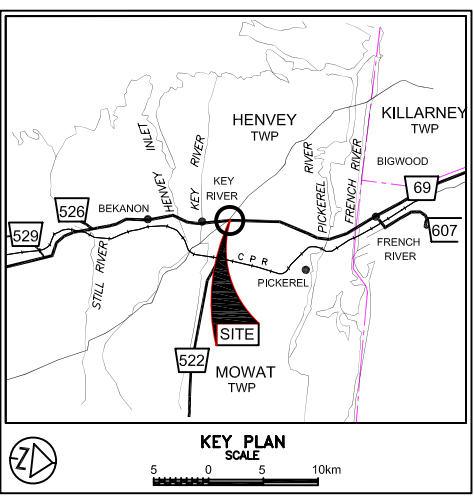 HENVEY
TWP
KILLARNEY
TWP
HENVEY INLET
KEY RIVER
KEY
RIVER
PICKEREL RIVER
FRENCH RIVER
BIGWOOD
69
526
BEKANON
529
607
STILL RIVER
C P R
FRENCH
RIVER
PICKEREL
SITE
522
MOWAT
TWP
KEY PLAN
SCALE
Z
5 0 5 10km